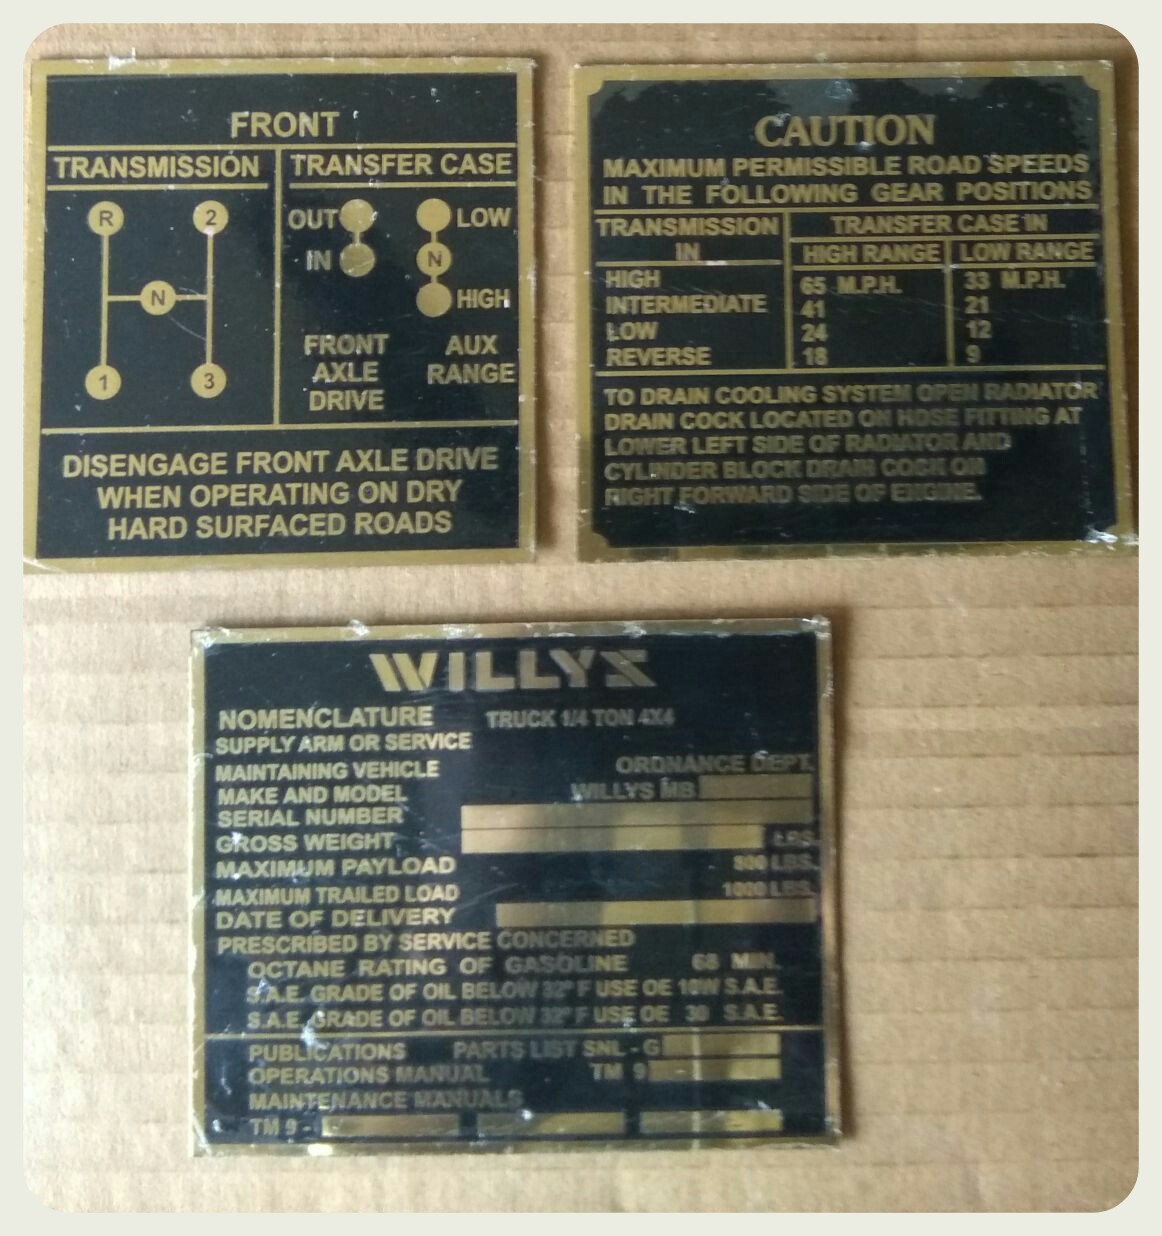 FRONT
TRANSMISSION
R 2
N
1 3
TRANSFER CASE
OUT LOW
IN N
HIGH
FRONT AUX
AXLE RANGE
DRIVE
DISENGAGE FRONT AXLE DRIVE
WHEN OPERATING ON DRY
HARD SURFACED ROADS
CAUTION
MAXIMUM PERMISSIBLE ROAD SPEEDS
IN THE FOLLOWING GEAR POSITIONS
TRANSMISSION TRANSFER CASE IN
IN HIGH RANGE LOW RANGE
HIGH 65 M.P.H. 33 M.P.H.
INTERMEDIATE 41 21
LOW 24 12
REVERSE 18 9
TO DRAIN COOLING SYSTEM OPEN RADIATOR
DRAIN COCK LOCATED ON HOSE FITTING AT
LOWER LEFT SIDE OF RADIATOR AND
CYLINDER BLOCK DRAIN COCK ON
RIGHT FORWARD SIDE OF ENGINE.
WILLYS
NOMENCLATURE TRUCK 1/4 TON 4X4
SUPPLY ARM OR SERVICE
MAINTAINING VEHICLE ORDNANCE DEPT.
MAKE AND MODEL WILLYS MB
SERIAL NUMBER
GROSS WEIGHT LBS.
MAXIMUM PAYLOAD 800 LBS.
MAXIMUM TRAILED LOAD 1000 LBS.
DATE OF DELIVERY
PRESCRIBED BY SERVICE CONCERNED
OCTANE RATING OF GASOLINE 68 MIN.
S.A.E. GRADE OF OIL BELOW 32° F USE OE 10W S.A.E.
S.A.E. GRADE OF OIL BELOW 32° F USE OE 30 S.A.E.
PUBLICATIONS PARTS LIST SNL - G
OPERATIONS MANUAL TM 9 -
MAINTENANCE MANUALS
TM 9 -